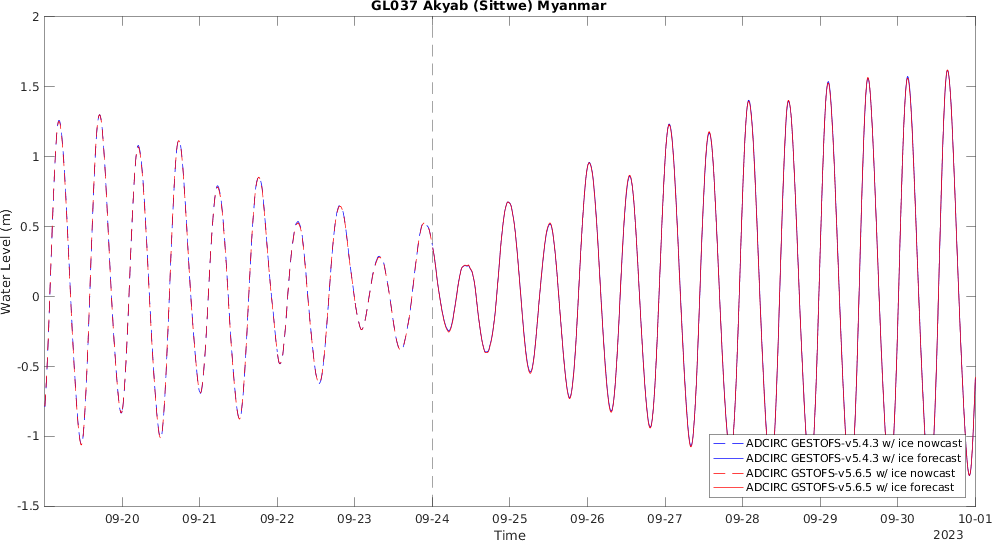 GL037 Akyab (Sittwe) Myanmar
Water Level (m)
2
1.5
1
0.5
0
-0.5
-1
-1.5
09-20 09-21 09-22 09-23 09-24 09-25 09-26 09-27 09-28 09-29 09-30 10-01
Time
2023
ADCIRC GESTOFS-v5.4.3 w/ ice nowcast
ADCIRC GESTOFS-v5.4.3 w/ ice forecast
ADCIRC GSTOFS-v5.6.5 w/ ice nowcast
ADCIRC GSTOFS-v5.6.5 w/ ice forecast